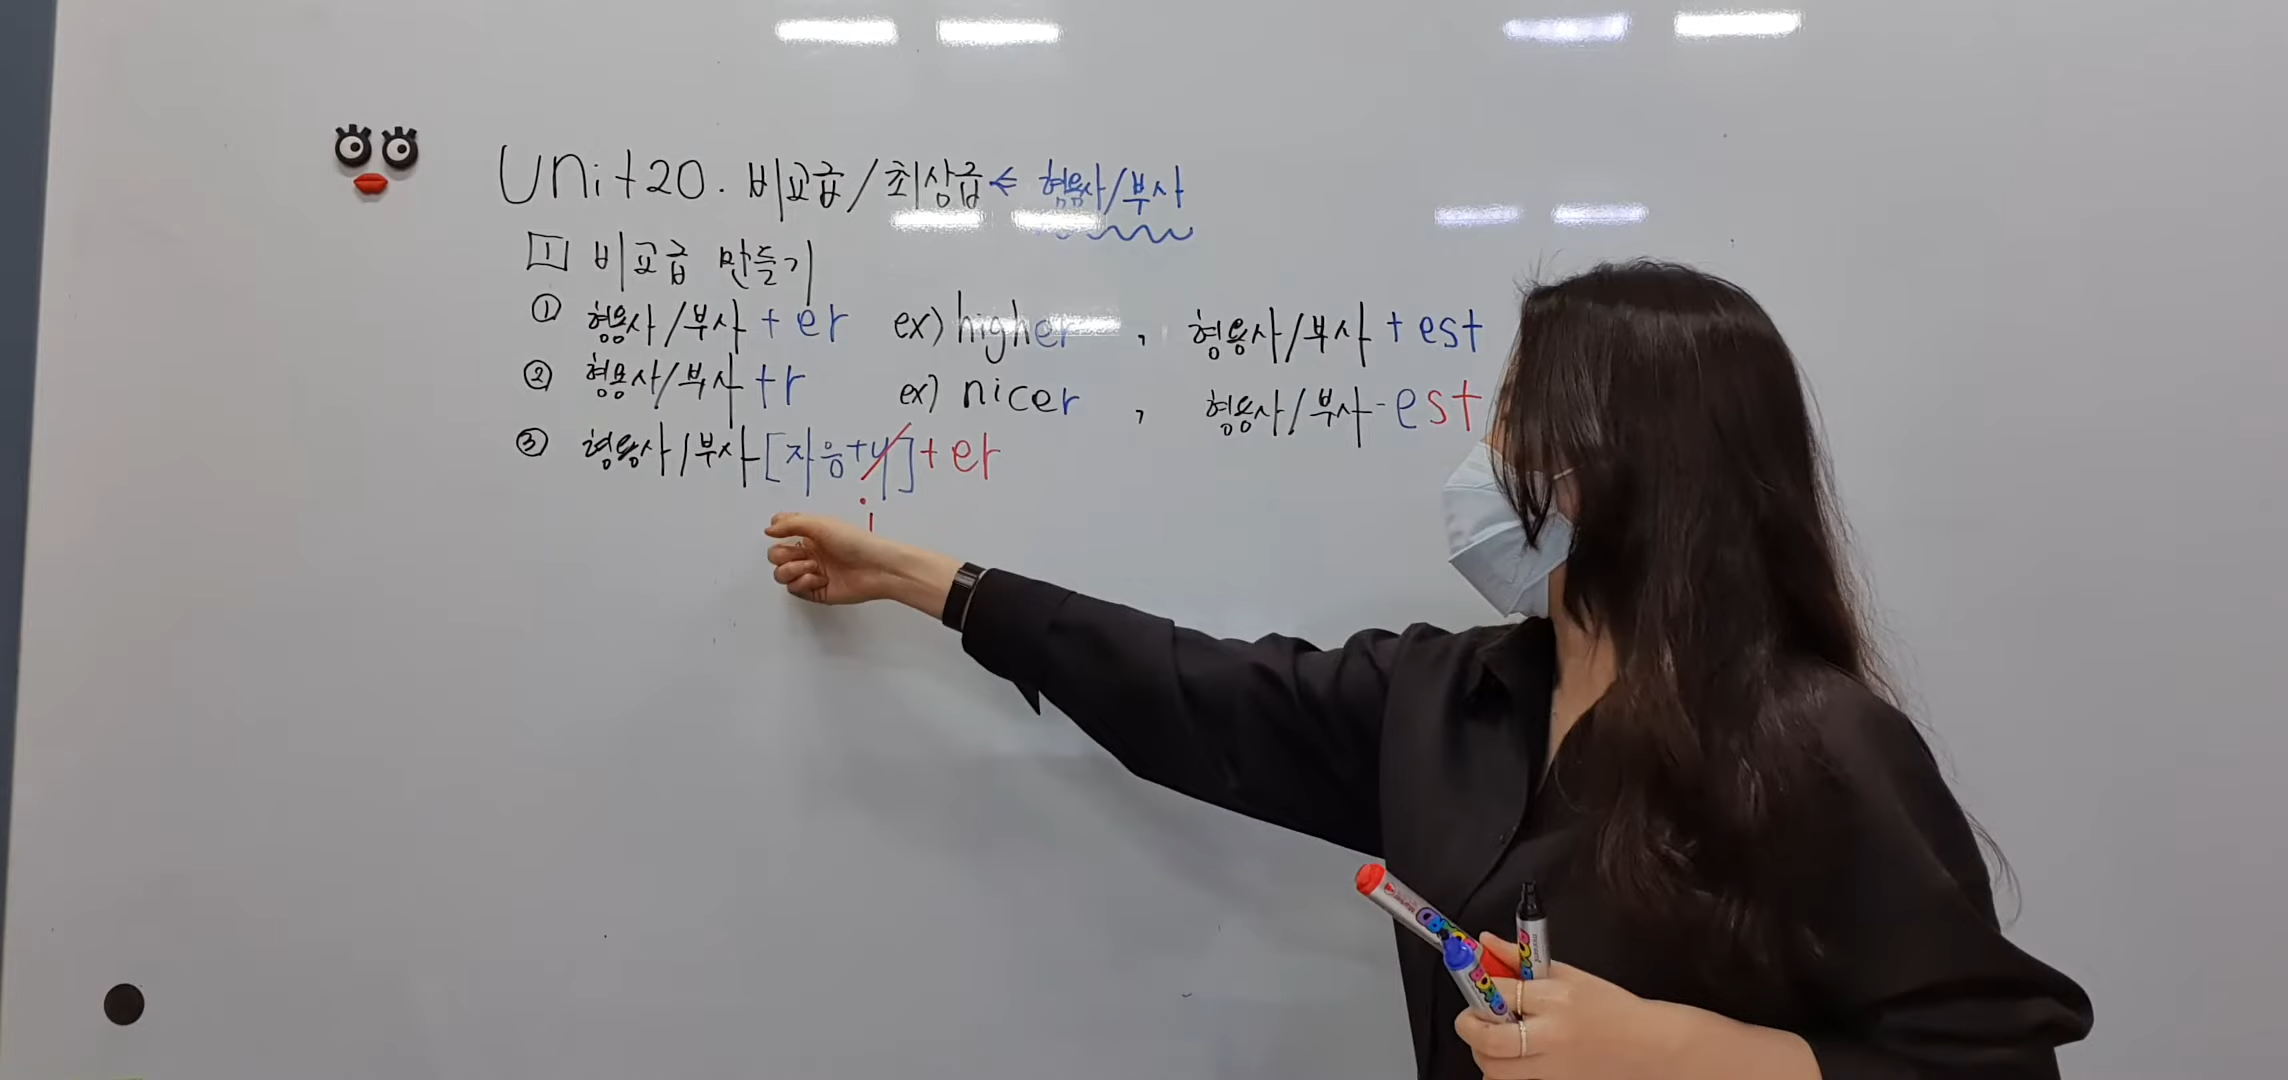 Unit20. 비교급/최상급 ← 형용사/부사
1 비교급 만들기
① 형용사/부사 + er ex) higher , 형용사/부사 + est
② 형용사/부사 + r ex) nicer , 형용사/부사 - est
③ 형용사/부사 [자음+y] + er
i